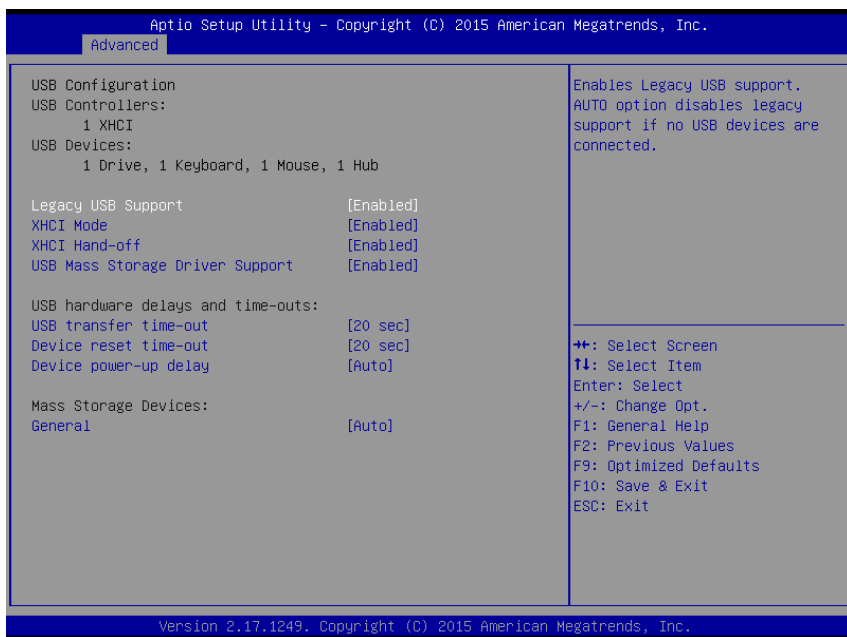 Aptio Setup Utility – Copyright (C) 2015 American Megatrends, Inc.
Advanced
USB Configuration
USB Controllers:
1 XHCI
USB Devices:
1 Drive, 1 Keyboard, 1 Mouse, 1 Hub
Legacy USB Support [Enabled]
XHCI Mode [Enabled]
XHCI Hand-off [Enabled]
USB Mass Storage Driver Support [Enabled]
USB hardware delays and time-outs:
USB transfer time-out [20 sec]
Device reset time-out [20 sec]
Device power-up delay [Auto]
Mass Storage Devices:
General [Auto]
Enables Legacy USB support.
AUTO option disables legacy
support if no USB devices are
connected.
→←: Select Screen
↑↓: Select Item
Enter: Select
+/-: Change Opt.
F1: General Help
F2: Previous Values
F9: Optimized Defaults
F10: Save & Exit
ESC: Exit
Version 2.17.1249. Copyright (C) 2015 American Megatrends, Inc.